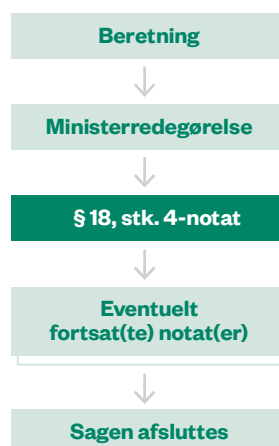 Beretning
Ministerredegørelse
§ 18, stk. 4-notat
Eventuelt
fortsat(te) notat(er)
Sagen afsluttes